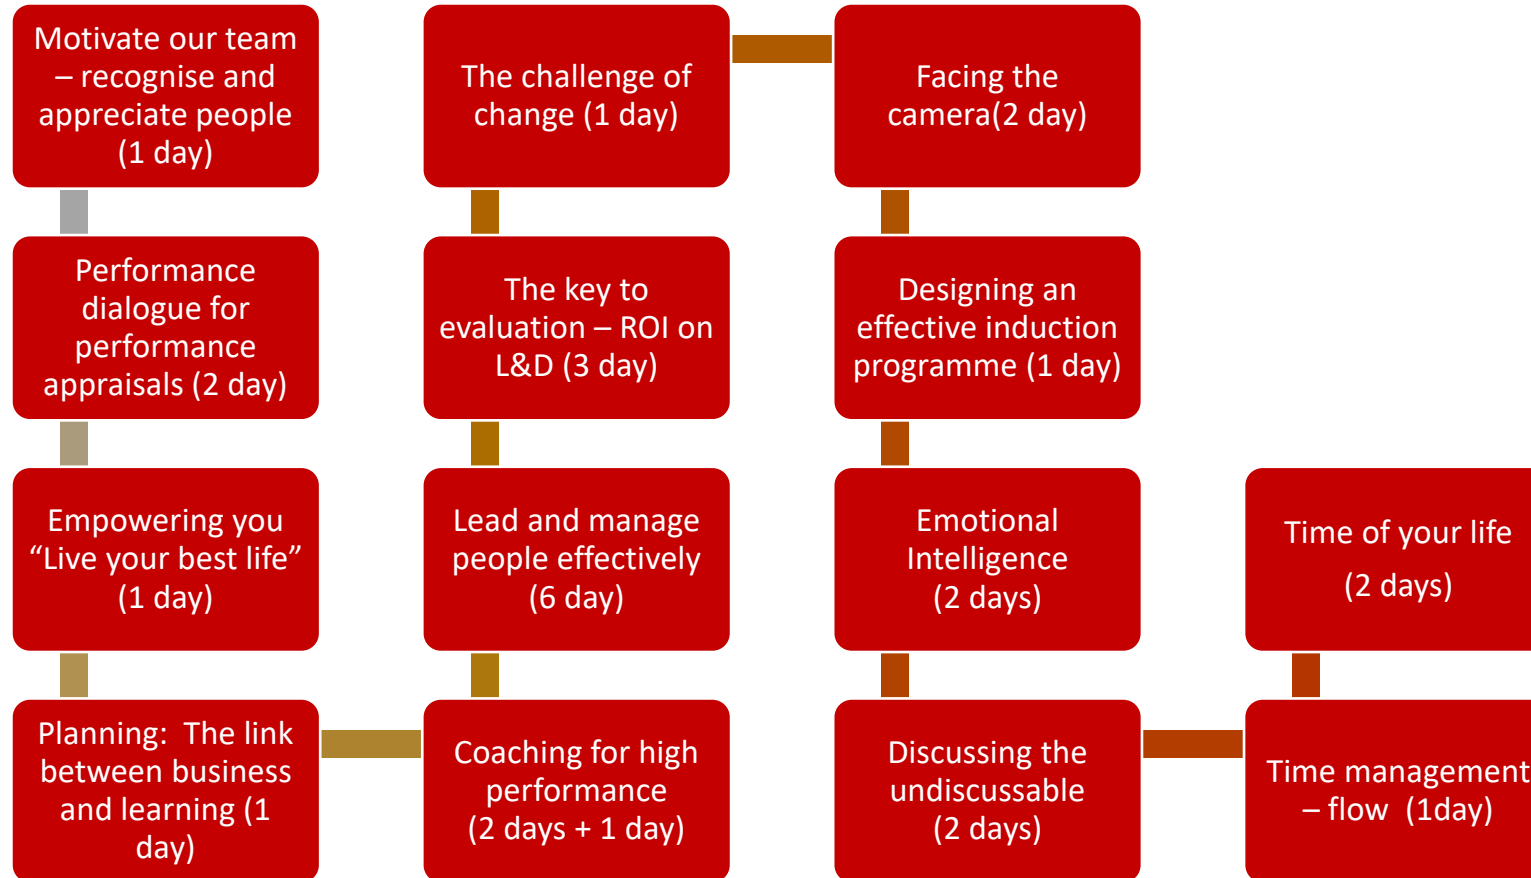 Motivate our team
– recognise and
appreciate people
(1 day)
Performance
dialogue for
performance
appraisals (2 day)
Empowering you
“Live your best life”
(1 day)
Planning:  The link
between business
and learning (1
day)
Coaching for high
performance
(2 days + 1 day)
Lead and manage
people effectively
(6 day)
The key to
evaluation – ROI on
L&D (3 day)
The challenge of
change (1 day)
Facing the
camera(2 day)
Designing an
effective induction
programme (1 day)
Emotional
Intelligence
(2 days)
Discussing the
undiscussable
(2 days)
Time management
– flow  (1day)
Time of your life
(2 days)